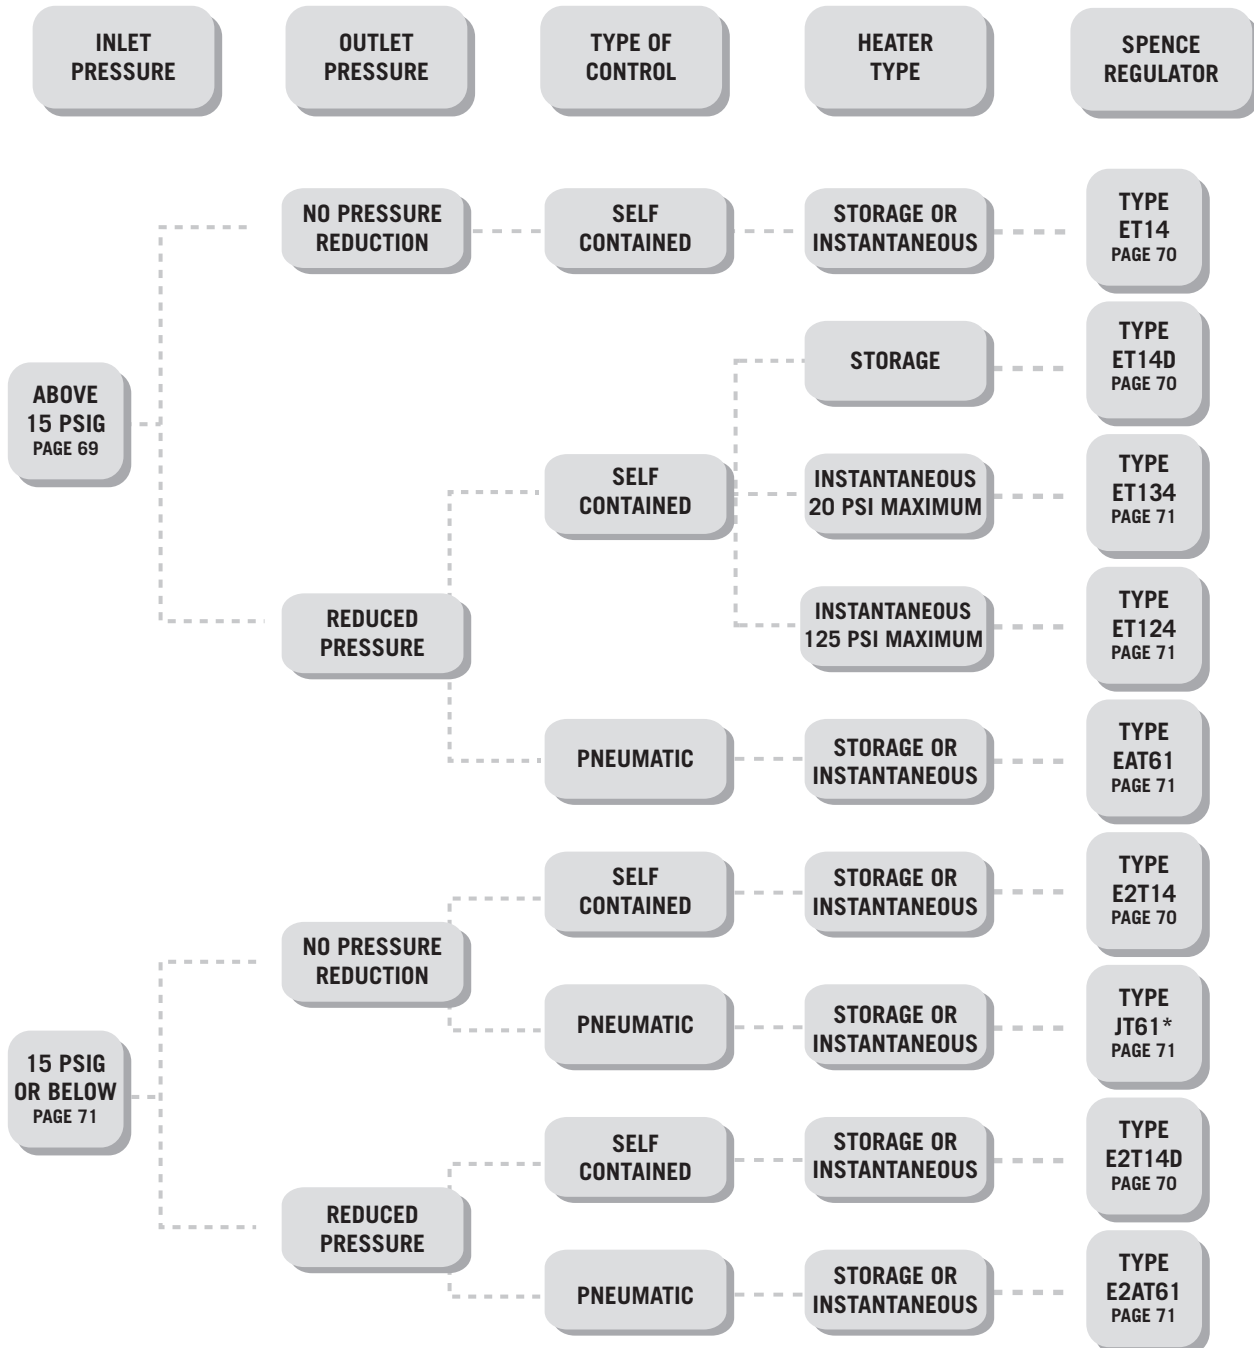 INLET
PRESSURE
OUTLET
PRESSURE
TYPE OF
CONTROL
HEATER
TYPE
SPENCE
REGULATOR
NO PRESSURE
REDUCTION
SELF
CONTAINED
STORAGE OR
INSTANTANEOUS
TYPE
ET14
PAGE 70
ABOVE
15 PSIG
PAGE 69
STORAGE
TYPE
ET14D
PAGE 70
SELF
CONTAINED
INSTANTANEOUS
20 PSI MAXIMUM
TYPE
ET134
PAGE 71
REDUCED
PRESSURE
INSTANTANEOUS
125 PSI MAXIMUM
TYPE
ET124
PAGE 71
PNEUMATIC
STORAGE OR
INSTANTANEOUS
TYPE
EAT61
PAGE 71
NO PRESSURE
REDUCTION
SELF
CONTAINED
STORAGE OR
INSTANTANEOUS
TYPE
E2T14
PAGE 70
PNEUMATIC
STORAGE OR
INSTANTANEOUS
TYPE
JT61*
PAGE 71
15 PSIG
OR BELOW
PAGE 71
SELF
CONTAINED
STORAGE OR
INSTANTANEOUS
TYPE
E2T14D
PAGE 70
REDUCED
PRESSURE
PNEUMATIC
STORAGE OR
INSTANTANEOUS
TYPE
E2AT61
PAGE 71